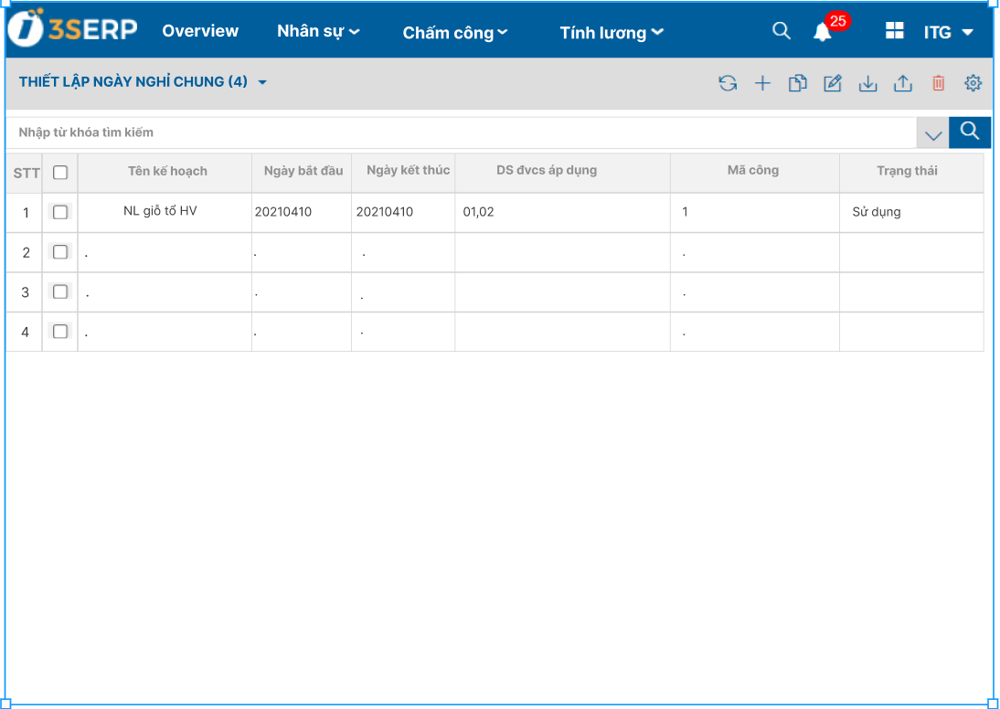 3SERP Overview Nhân sự Chấm công Tính lương 25 ITG
THIẾT LẬP NGÀY NGHỈ CHUNG (4)
Nhập từ khóa tìm kiếm
STT Tên kế hoạch Ngày bắt đầu Ngày kết thúc DS đvcs áp dụng Mã công Trạng thái
1 NL giỗ tổ HV 20210410 20210410 01,02 1 Sử dụng
2 . . . .
3 . . . .
4 . . . .